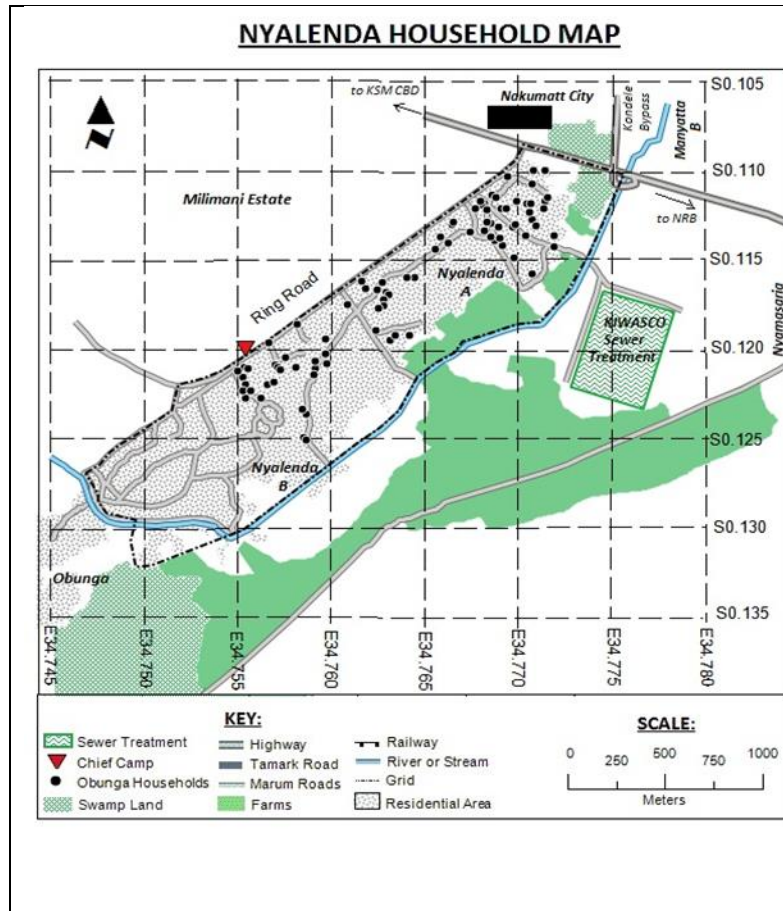 NYALENDA HOUSEHOLD MAP
to KSM CBD
Nakumatt City
Kondele
Bypass
Manyatta
B
S0.105
Milimani Estate
S0.110
to NRB
S0.115
Nyalenda
A
Ring Road
KIWASCO
Sewer
Treatment
Nyanasaria
S0.120
S0.125
Nyalenda
B
S0.130
Obunga
S0.135
E34.745
E34.750
E34.755
E34.760
E34.765
E34.770
E34.775
E34.780
KEY:
Sewer Treatment
Chief Camp
Obunga Households
Swamp Land
Highway
Tamark Road
Marum Roads
Farms
Railway
River or Stream
Grid
Residential Area
SCALE:
0 250 500 750 1000
Meters
N